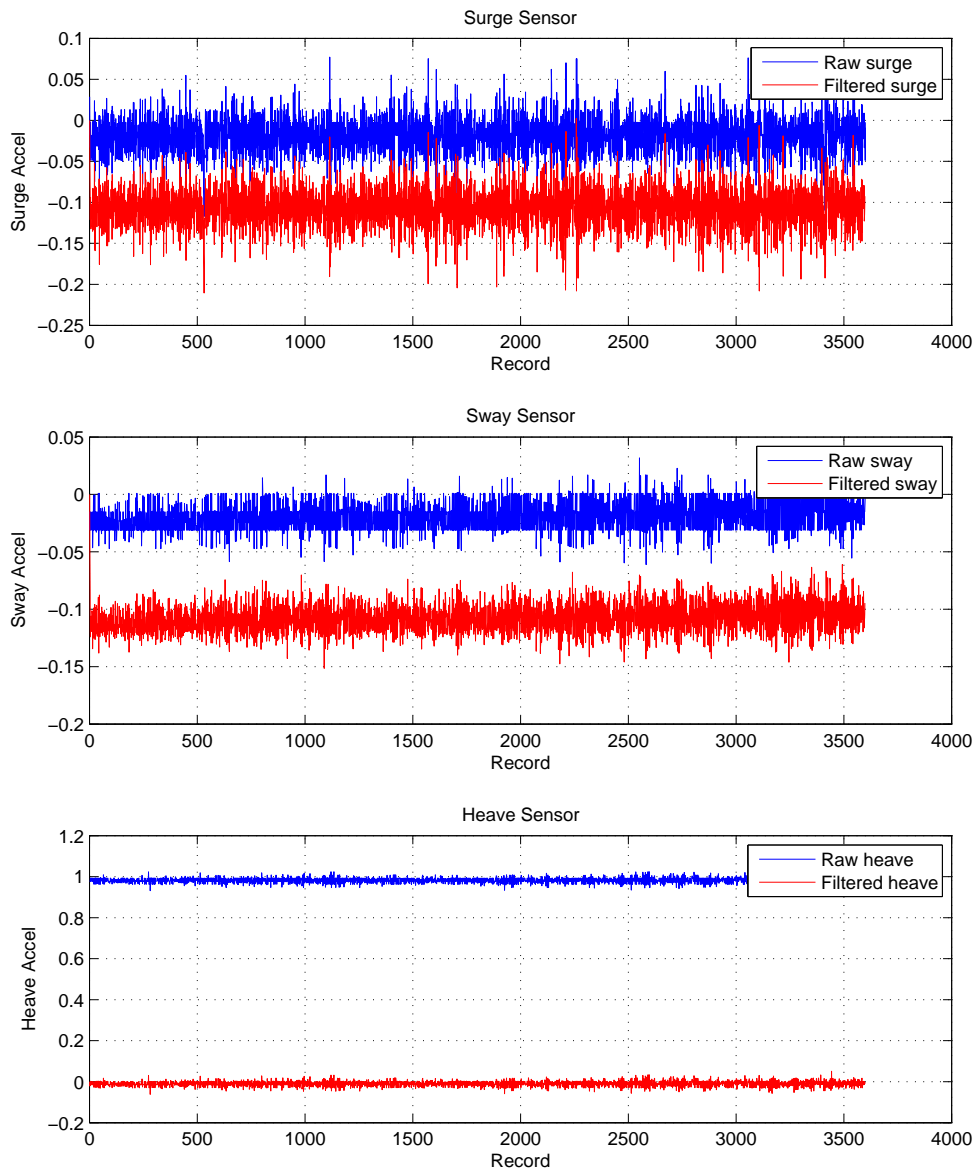 Surge Sensor
0.1
0.05
0
−0.05
−0.1
−0.15
−0.2
−0.25
Surge Accel
Raw surge
Filtered surge
0 500 1000 1500 2000 2500 3000 3500 4000
Record
Sway Sensor
0.05
0
−0.05
−0.1
−0.15
−0.2
Sway Accel
Raw sway
Filtered sway
0 500 1000 1500 2000 2500 3000 3500 4000
Record
Heave Sensor
1.2
1
0.8
0.6
0.4
0.2
0
−0.2
Heave Accel
Raw heave
Filtered heave
0 500 1000 1500 2000 2500 3000 3500 4000
Record